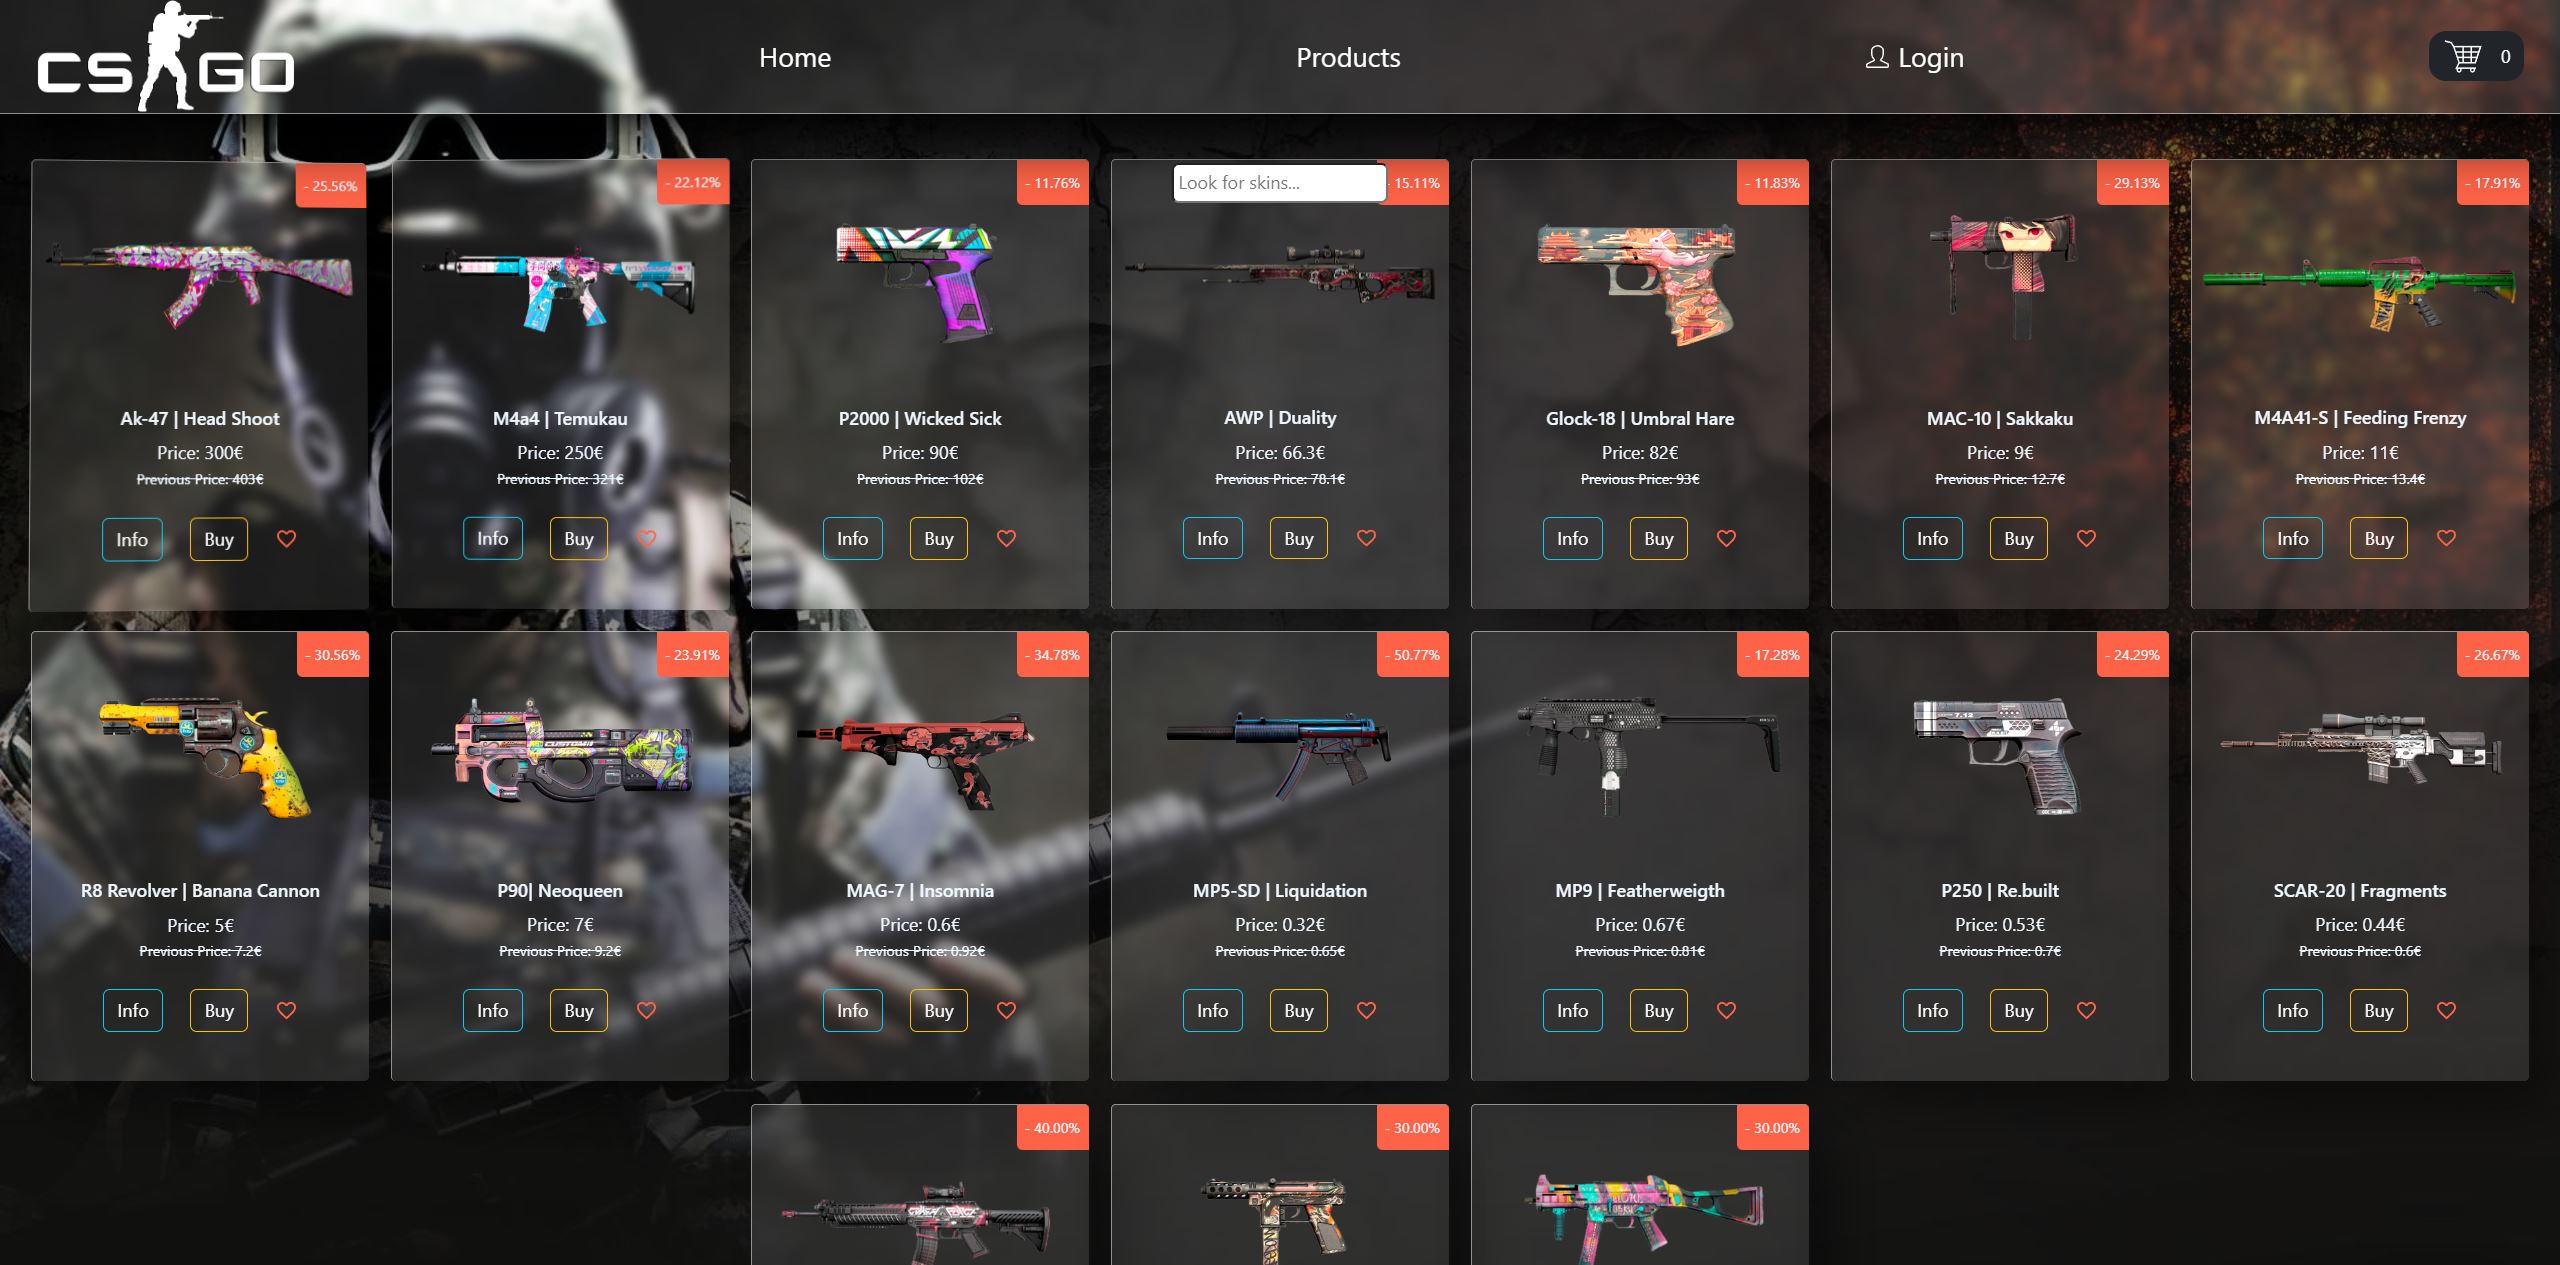 CS GO
Home
Products
Login
0
- 25.56%
Ak-47 | Head Shoot
Price: 300€
Previous Price: 403€
Info
Buy
- 22.12%
M4a4 | Temukau
Price: 250€
Previous Price: 321€
Info
Buy
- 11.76%
P2000 | Wicked Sick
Price: 90€
Previous Price: 102€
Info
Buy
Look for skins...
- 15.11%
AWP | Duality
Price: 66.3€
Previous Price: 78.1€
Info
Buy
- 11.83%
Glock-18 | Umbral Hare
Price: 82€
Previous Price: 93€
Info
Buy
- 29.13%
MAC-10 | Sakkaku
Price: 9€
Previous Price: 12.7€
Info
Buy
- 17.91%
M4A41-S | Feeding Frenzy
Price: 11€
Previous Price: 13.4€
Info
Buy
- 30.56%
R8 Revolver | Banana Cannon
Price: 5€
Previous Price: 7.2€
Info
Buy
- 23.91%
CUSTOM
P90| Neoqueen
Price: 7€
Previous Price: 9.2€
Info
Buy
- 34.78%
MAG-7 | Insomnia
Price: 0.6€
Previous Price: 0.92€
Info
Buy
- 50.77%
MP5-SD | Liquidation
Price: 0.32€
Previous Price: 0.65€
Info
Buy
- 17.28%
MP9 | Featherweigth
Price: 0.67€
Previous Price: 0.81€
Info
Buy
- 24.29%
7.12
P250 | Re.built
Price: 0.53€
Previous Price: 0.7€
Info
Buy
- 26.67%
SCAR-20 | Fragments
Price: 0.44€
Previous Price: 0.6€
Info
Buy
- 40.00%
- 30.00%
- 30.00%